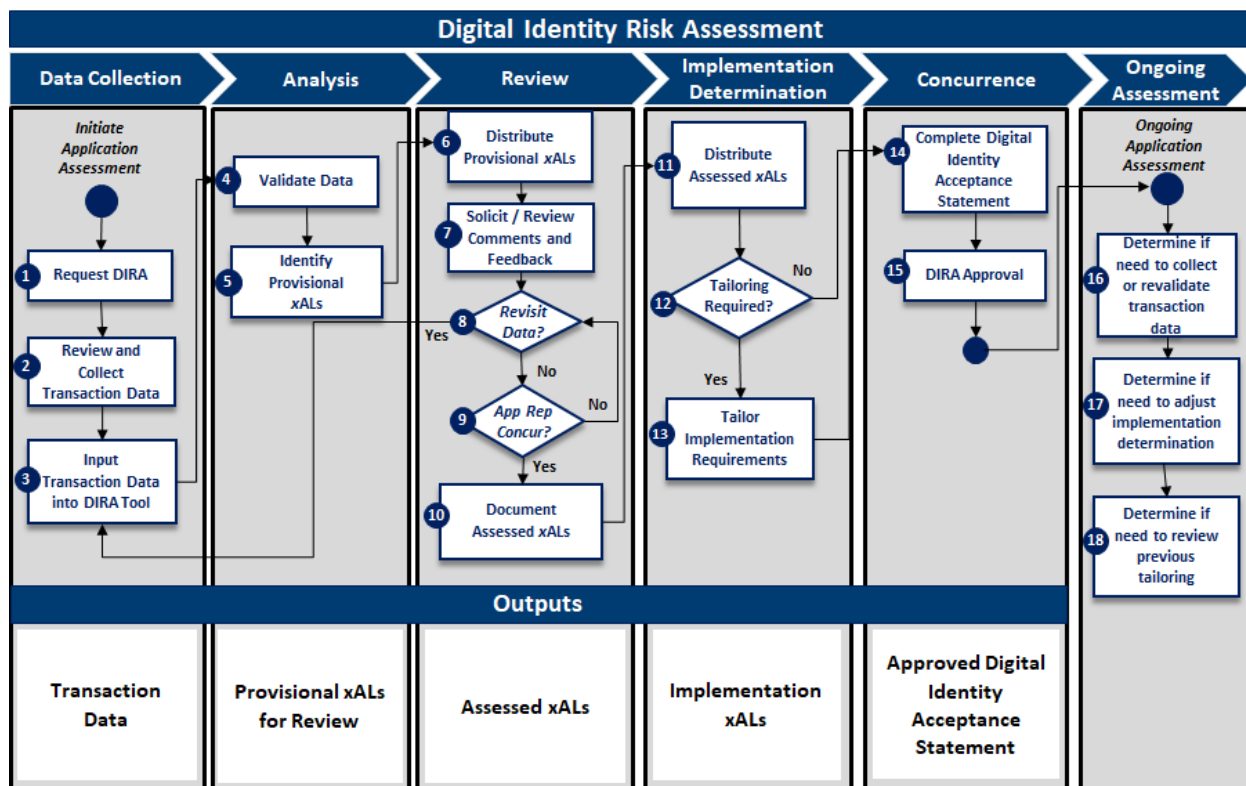 Digital Identity Risk Assessment
Data Collection
Analysis
Review
Implementation
Determination
Concurrence
Ongoing
Assessment
Initiate
Application
Assessment
1
Request DIRA
2
Review and
Collect
Transaction Data
3
Input
Transaction Data
into DIRA Tool
4
Validate Data
5
Identify
Provisional
xALs
6
Distribute
Provisional xALs
7
Solicit / Review
Comments and
Feedback
8
Revisit
Data?
Yes
No
9
App Rep
Concur?
No
Yes
10
Document
Assessed xALs
11
Distribute
Assessed xALs
12
Tailoring
Required?
No
Yes
13
Tailor
Implementation
Requirements
14
Complete Digital
Identity
Acceptance
Statement
15
DIRA Approval
Ongoing
Application
Assessment
16
Determine if
need to collect
or revalidate
transaction
data
17
Determine if
need to adjust
implementation
determination
18
Determine if
need to review
previous
tailoring
Outputs
Transaction
Data
Provisional xALs
for Review
Assessed xALs
Implementation
xALs
Approved Digital
Identity
Acceptance
Statement